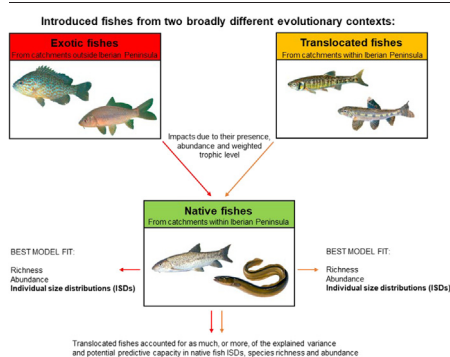 Introduced fishes from two broadly different evolutionary contexts:
Exotic fishes
From catchments outside Iberian Peninsula
Translocated fishes
From catchments within Iberian Peninsula
Impacts due to their presence,
abundance and weighted
trophic level
Native fishes
From catchments within Iberian Peninsula
BEST MODEL FIT:
Richness
Abundance
Individual size distributions (ISDs)
BEST MODEL FIT:
Richness
Abundance
Individual size distributions (ISDs)
Translocated fishes accounted for as much, or more, of the explained variance
and potential predictive capacity in native fish ISDs, species richness and abundance